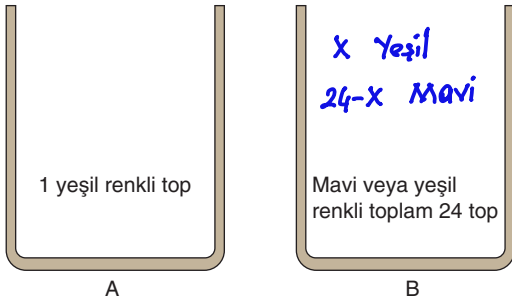 x Yeşil
24-x Mavi
1 yeşil renkli top
Mavi veya yeşil
renkli toplam 24 top
A
B